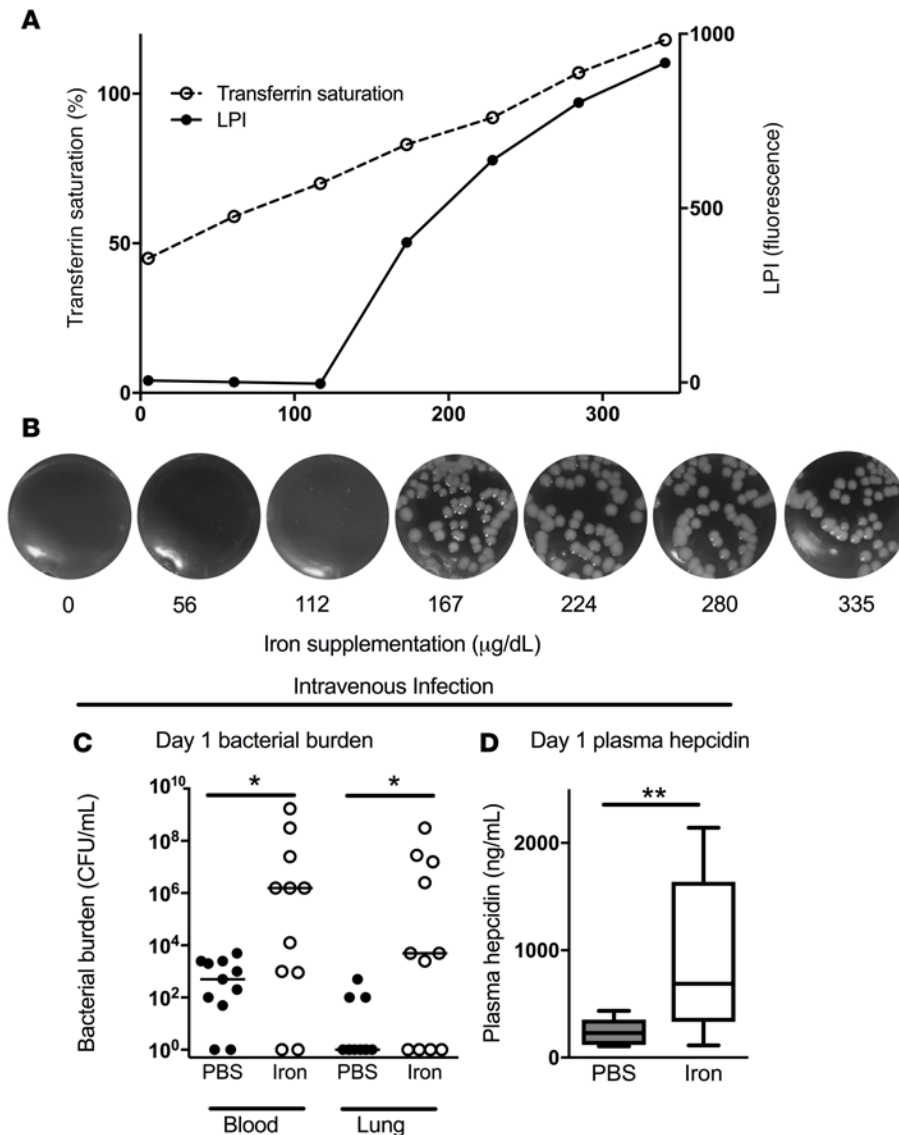 A
Transferrin saturation (%)
100
50
0
Transferrin saturation
LPI
1000
500
0
LPI (fluorescence)
0 100 200 300
B
0 56 112 167 224 280 335
Iron supplementation (μg/dL)
Intravenous Infection
C Day 1 bacterial burden
Bacterial burden (CFU/mL)
10¹⁰
10⁸
10⁶
10⁴
10²
10⁰
* *
PBS Iron PBS Iron
Blood Lung
D Day 1 plasma hepcidin
Plasma hepcidin (ng/mL)
2000
1000
0
**
PBS Iron